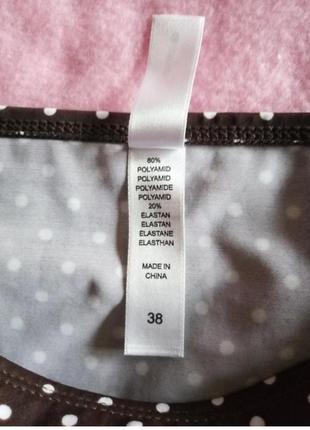 80%
POLYAMID
POLYAMID
POLYAMIDE
POLYAMID
20%
ELASTAN
ELASTAN
ELASTANE
ELASTHAN
MADE IN
CHINA
38